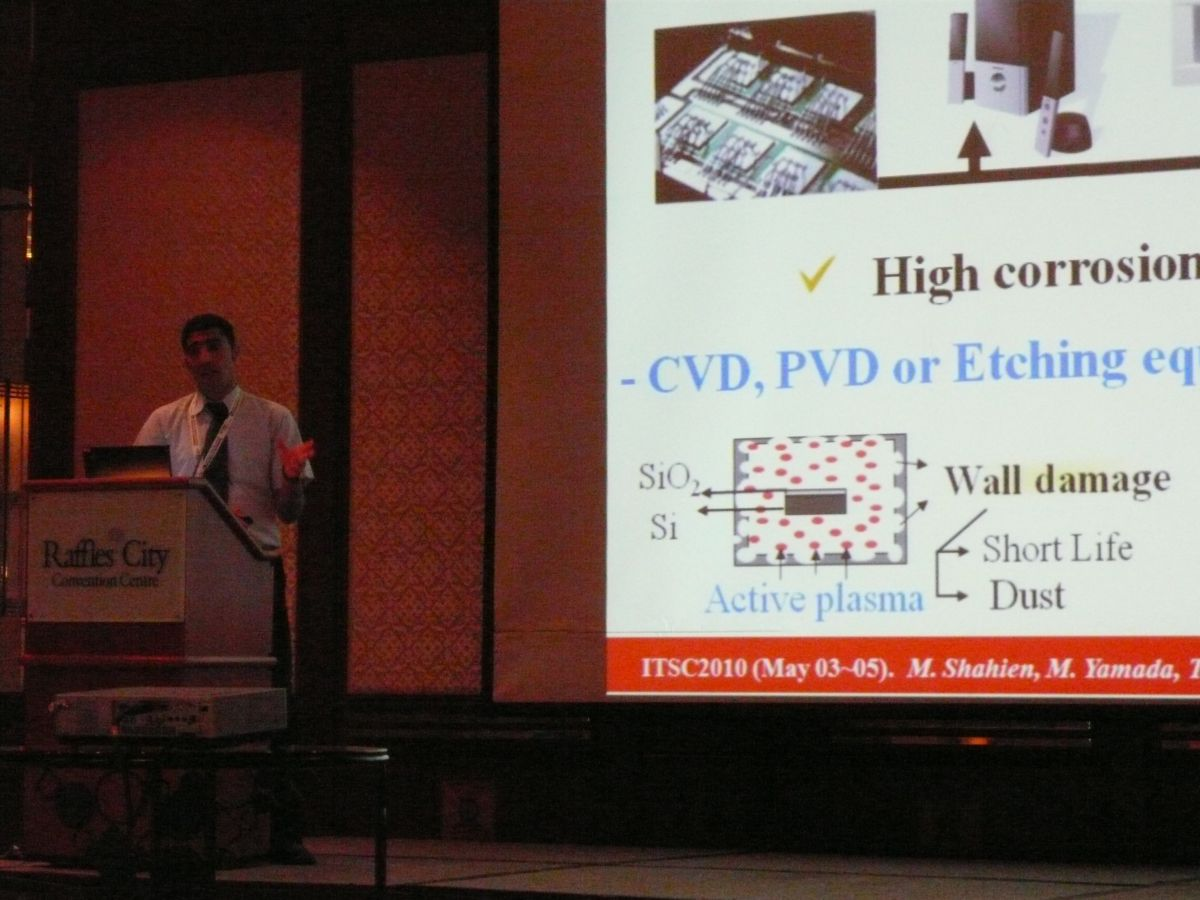 High corrosion
- CVD, PVD or Etching eq
SiO₂
Si
Wall damage
Short Life
Dust
Active plasma
ITSC2010 (May 03~05). M. Shahien, M. Yamada, T
Raffles City
Convention Centre